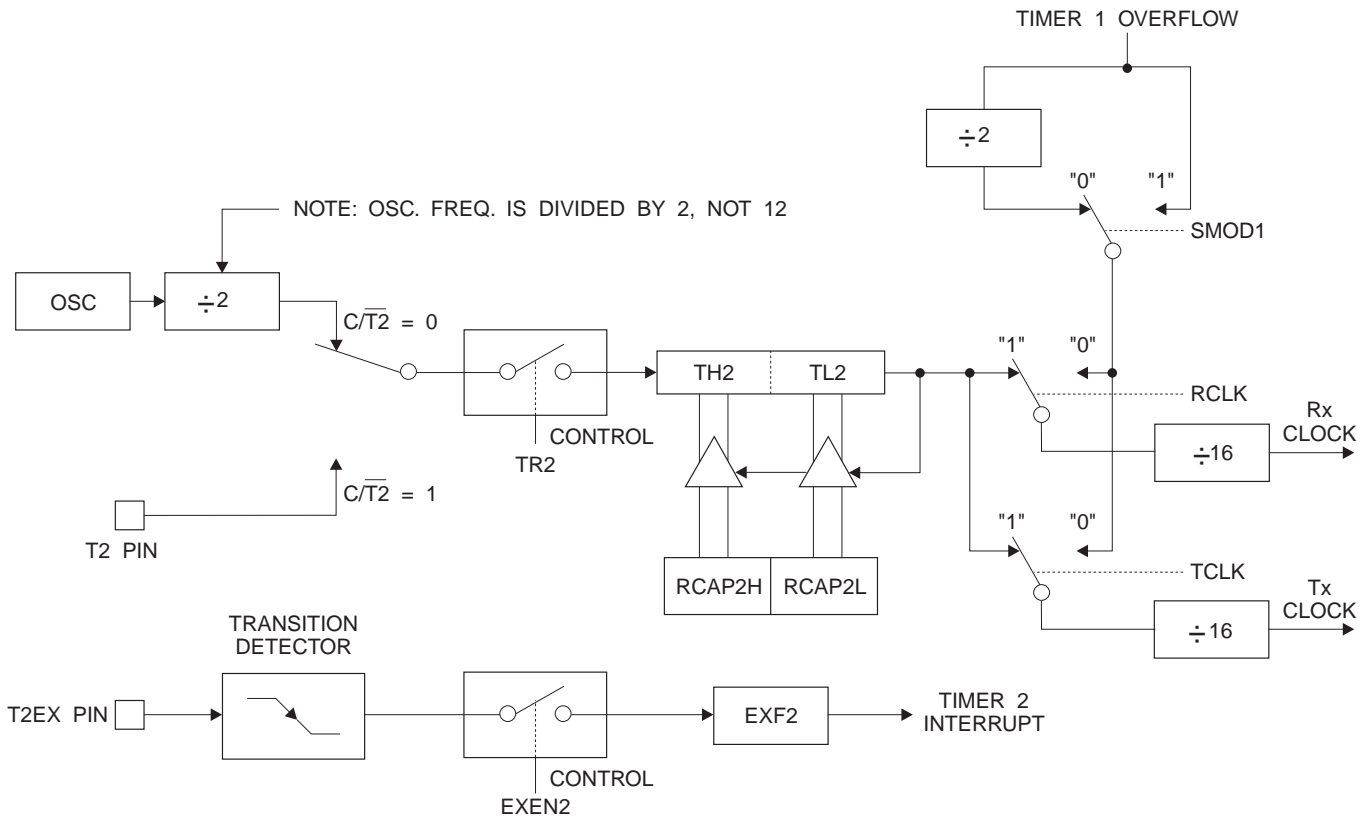 TIMER 1 OVERFLOW
÷2
"0" "1"
NOTE: OSC. FREQ. IS DIVIDED BY 2, NOT 12
SMOD1
OSC
÷2
C/T2̅ = 0
"1" "0"
TH2 TL2
RCLK
Rx
CLOCK
CONTROL
TR2
÷16
C/T2̅ = 1
T2 PIN
"1" "0"
RCAP2H RCAP2L
TCLK
Tx
CLOCK
÷16
TRANSITION
DETECTOR
T2EX PIN
EXF2
TIMER 2
INTERRUPT
CONTROL
EXEN2